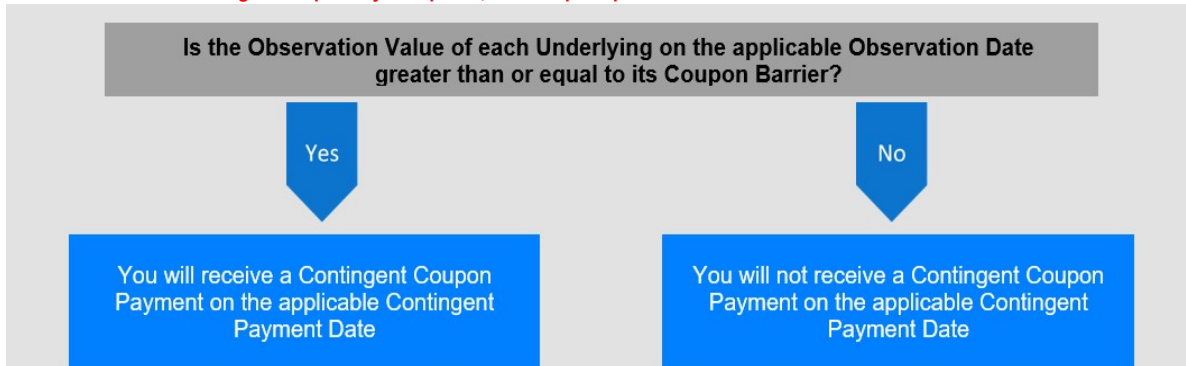 Is the Observation Value of each Underlying on the applicable Observation Date
greater than or equal to its Coupon Barrier?
Yes
No
You will receive a Contingent Coupon
Payment on the applicable Contingent
Payment Date
You will not receive a Contingent Coupon
Payment on the applicable Contingent
Payment Date